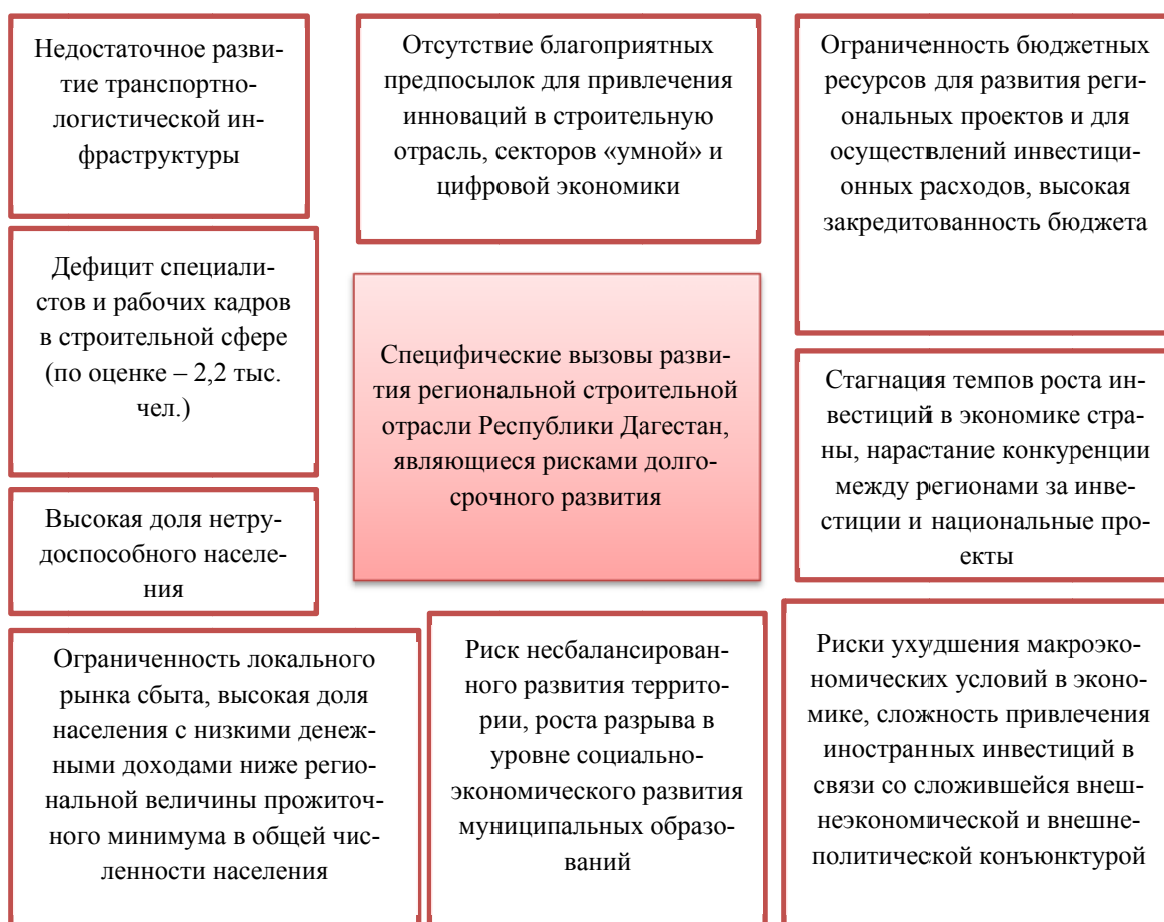 Недостаточное разви-
тие транспортно-
логистической ин-
фраструктуры
Отсутствие благоприятных
предпосылок для привлечения
инноваций в строительную
отрасль, секторов «умной» и
цифровой экономики
Ограниченность бюджетных
ресурсов для развития реги-
ональных проектов и для
осуществлений инвестици-
онных расходов, высокая
закредитованность бюджета
Дефицит специали-
стов и рабочих кадров
в строительной сфере
(по оценке – 2,2 тыс.
чел.)
Специфические вызовы разви-
тия региональной строительной
отрасли Республики Дагестан,
являющиеся рисками долго-
срочного развития
Стагнация темпов роста ин-
вестиций в экономике стра-
ны, нарастание конкуренции
между регионами за инве-
стиции и национальные про-
екты
Высокая доля нетру-
доспособного населе-
ния
Ограниченность локального
рынка сбыта, высокая доля
населения с низкими денеж-
ными доходами ниже регио-
нальной величины прожиточ-
ного минимума в общей чис-
ленности населения
Риск несбалансирован-
ного развития террито-
рии, роста разрыва в
уровне социально-
экономического развития
муниципальных образо-
ваний
Риски ухудшения макроэко-
номических условий в эконо-
мике, сложность привлечения
иностранных инвестиций в
связи со сложившейся внеш-
неэкономической и внешне-
политической конъюнктурой